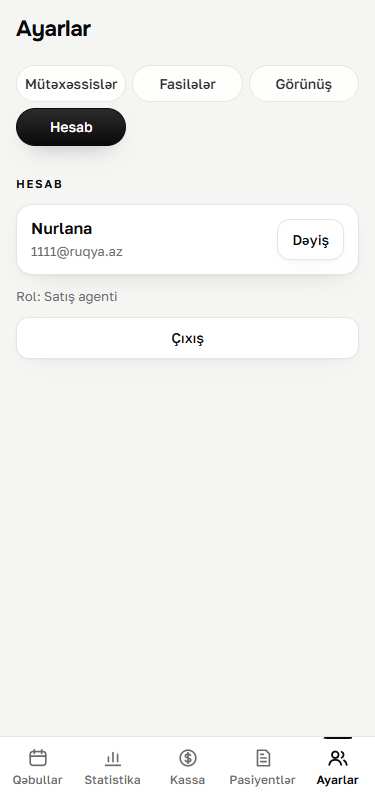 Ayarlar
Mütəxəssislər
Fasilələr
Görünüş
Hesab
HESAB
Nurlana
1111@ruqya.az
Dəyiş
Rol: Satış agenti
Çıxış
Qəbullar
Statistika
Kassa
Pasiyentlər
Ayarlar